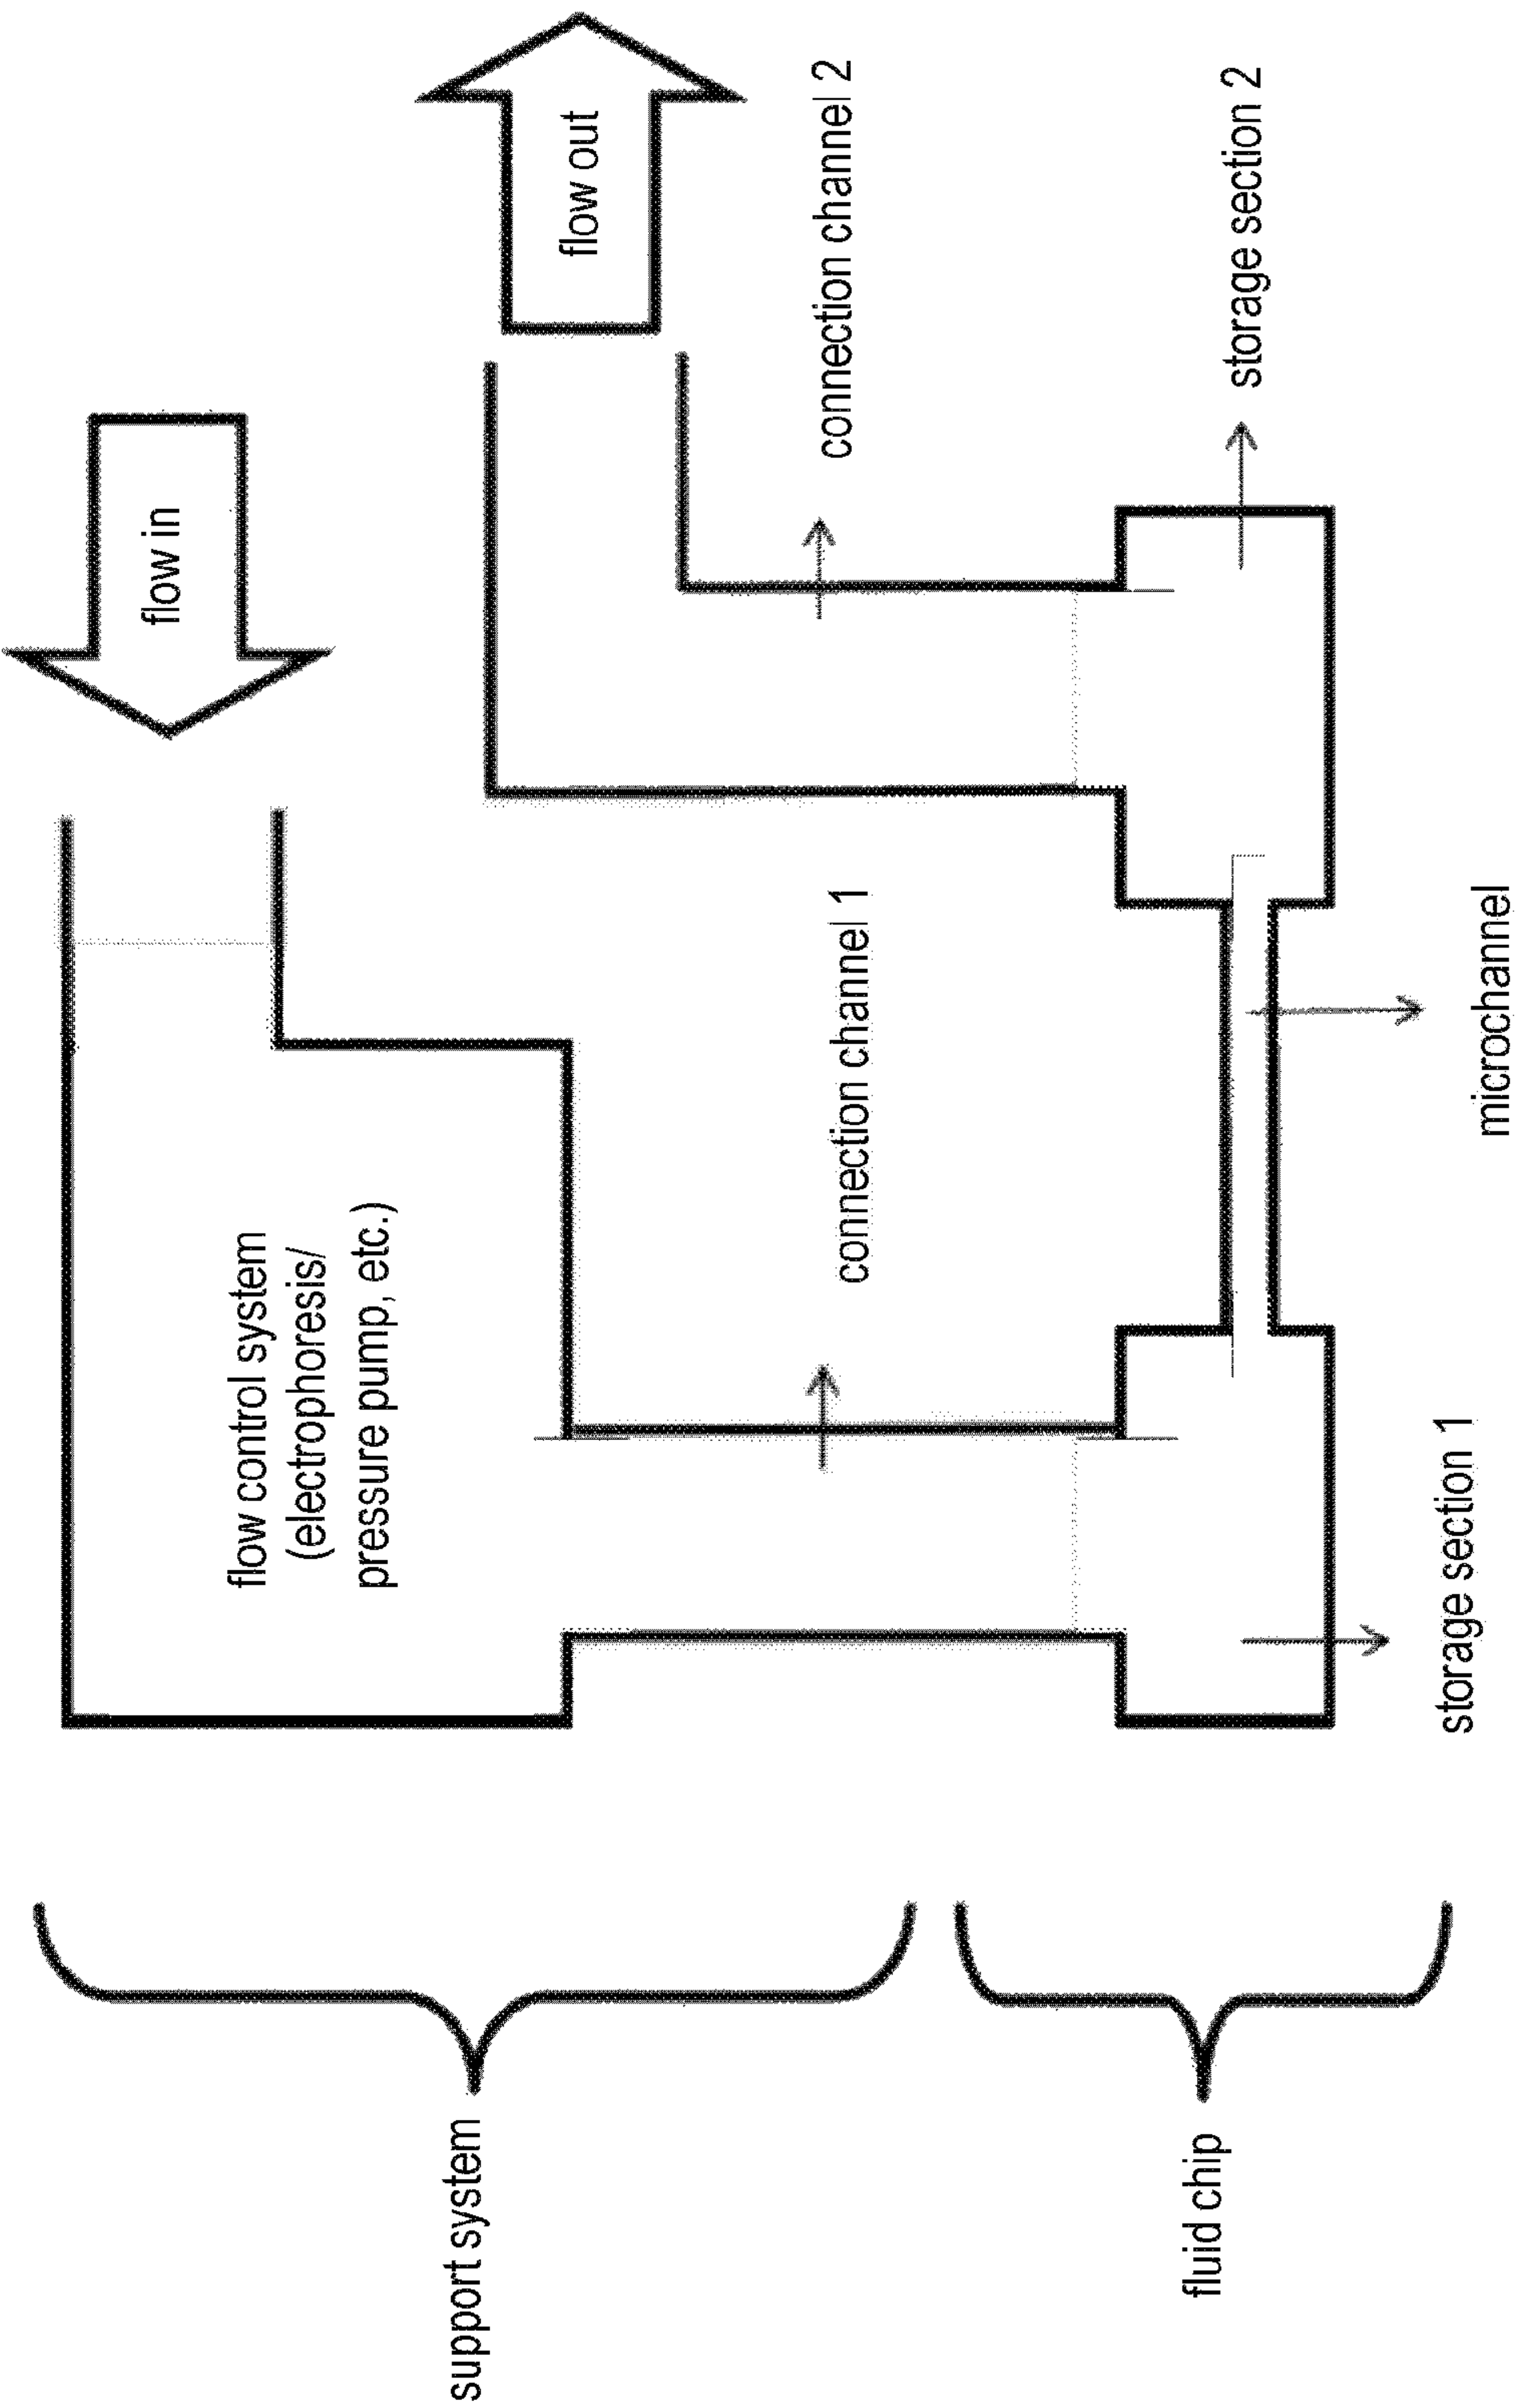 flow in
flow out
flow control system
(electrophoresis/
pressure pump, etc.)
support system
connection channel 1
connection channel 2
fluid chip
storage section 1
microchannel
storage section 2